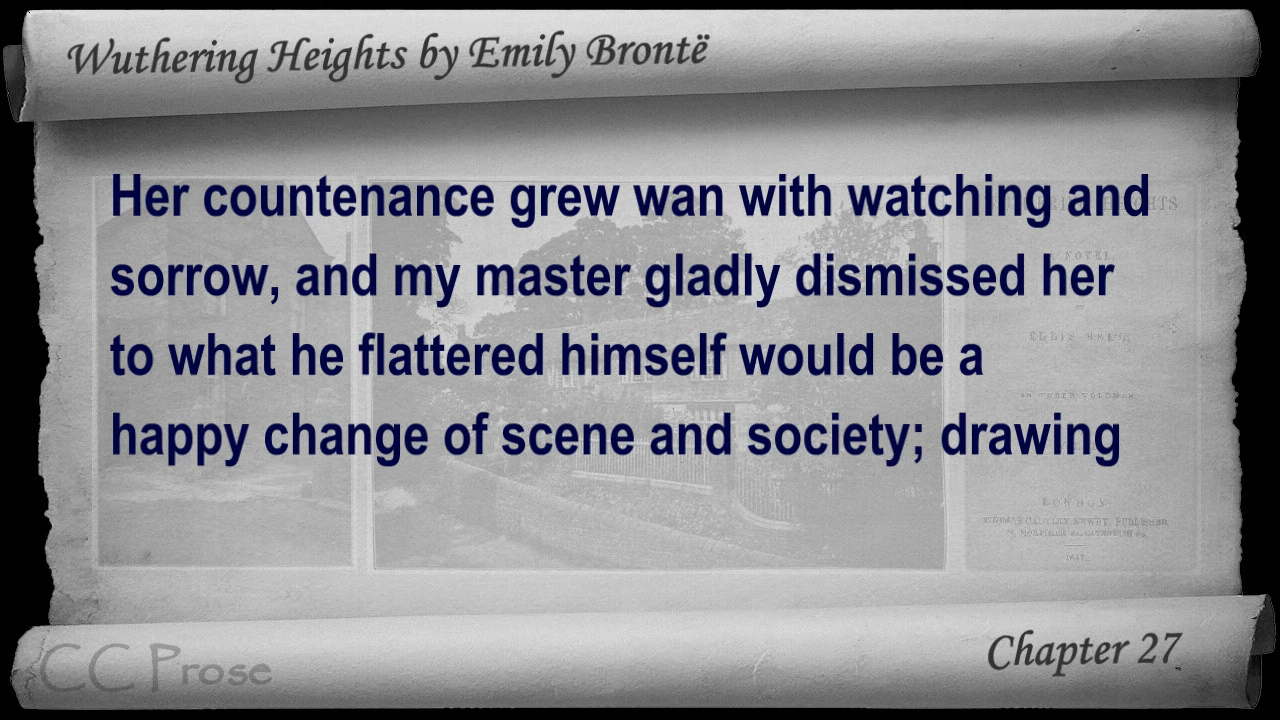 Wuthering Heights by Emily Brontë
Her countenance grew wan with watching and
sorrow, and my master gladly dismissed her
to what he flattered himself would be a
happy change of scene and society; drawing
NOVEL,
LONDON:
1847.
CC Prose
Chapter 27